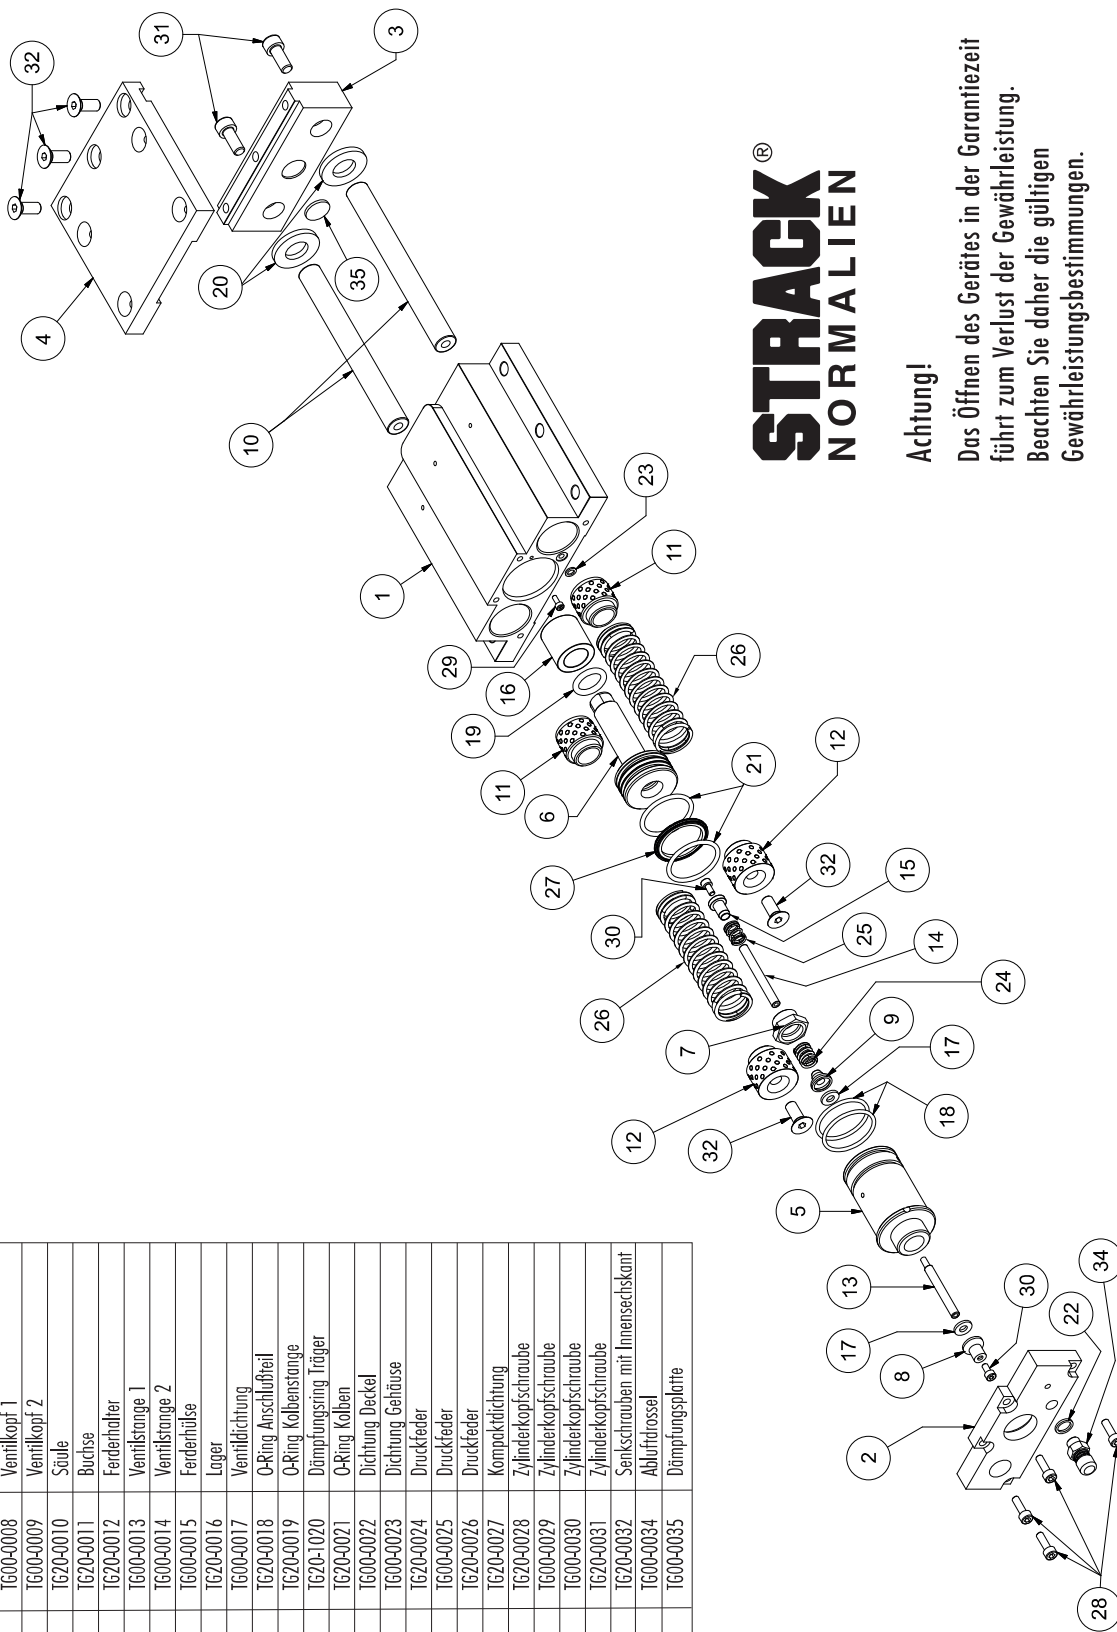 TG00-0008 Ventilkopf 1
TG00-0009 Ventilkopf 2
TG20-0010 Säule
TG20-0011 Buchse
TG20-0012 Ferderhalter
TG00-0013 Ventilstange 1
TG00-0014 Ventilstange 2
TG00-0015 Ferderhülse
TG20-0016 Lager
TG00-0017 Ventildichtung
TG20-0018 O-Ring Anschlußteil
TG20-0019 O-Ring Kolbenstange
TG20-1020 Dämpfungsring Träger
TG20-0021 O-Ring Kolben
TG00-0022 Dichtung Deckel
TG00-0023 Dichtung Gehäuse
TG20-0024 Druckfeder
TG00-0025 Druckfeder
TG20-0026 Druckfeder
TG20-0027 Kompaktdichtung
TG20-0028 Zylinderkopfschraube
TG00-0029 Zylinderkopfschraube
TG00-0030 Zylinderkopfschraube
TG20-0031 Zylinderkopfschraube
TG20-0032 Senkschrauben mit Innensechskant
TG00-0034 Abluftdrossel
TG00-0035 Dämpfungsplatte
32
31
3
4
20
35
10
1
23
11
29
16
26
19
11
6
12
21
27
32
15
30
25
14
26
24
7
9
17
12
18
32
5
34
13
30
17
22
8
2
28
STRACK®
NORMALIEN
Achtung!
Das Öffnen des Gerätes in der Garantiezeit
führt zum Verlust der Gewährleistung.
Beachten Sie daher die gültigen
Gewährleistungsbestimmungen.